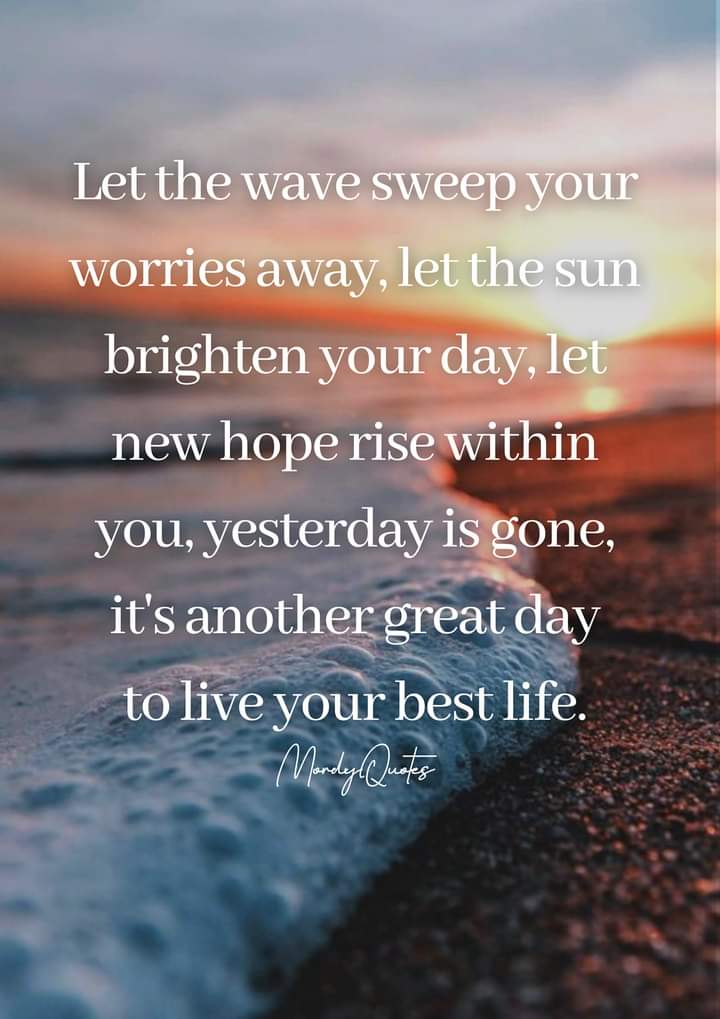 Let the wave sweep your
worries away, let the sun
brighten your day, let
new hope rise within
you, yesterday is gone,
it's another great day
to live your best life.
MordyQuotes